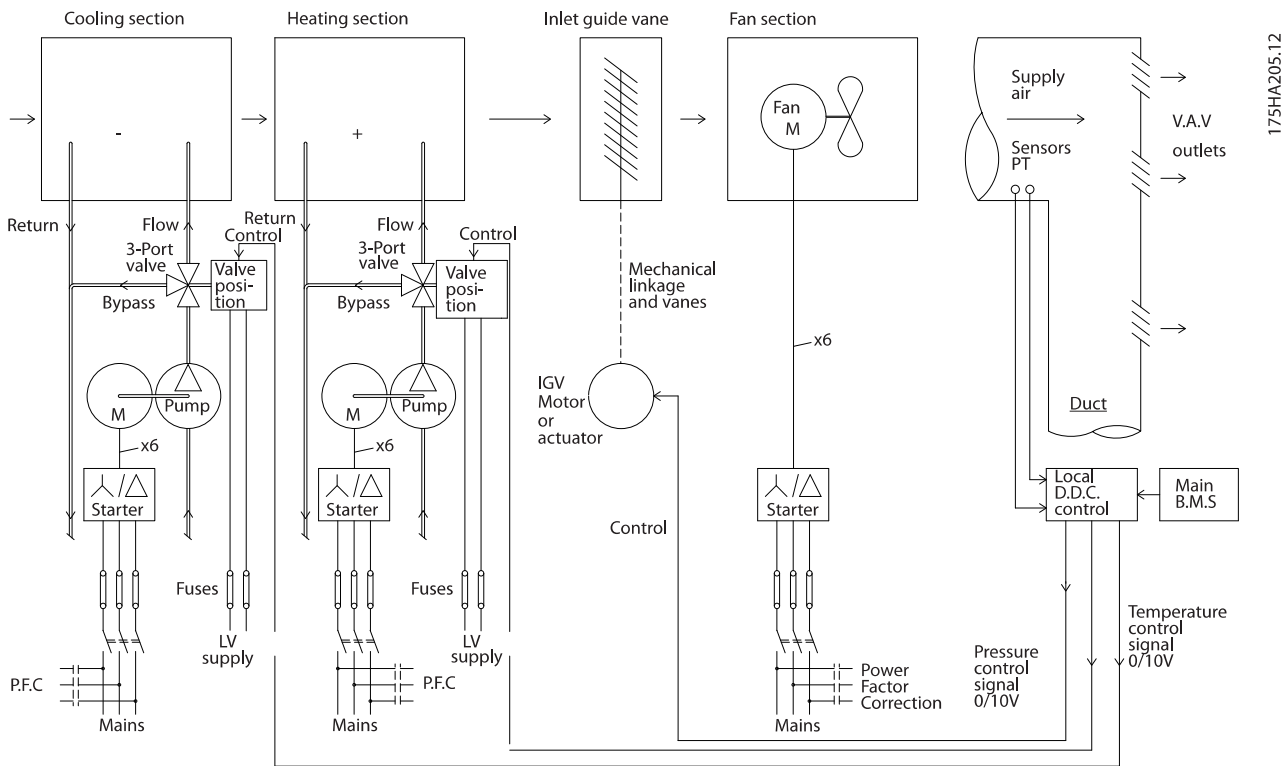 Cooling section
Heating section
Inlet guide vane
Fan section
175HA205.12
-
+
Fan
M
Supply
air
V.A.V
outlets
Sensors
PT
Return
Flow
3-Port
valve
Control
Valve
position
Bypass
Return
Flow
3-Port
valve
Control
Valve
posi-
tion
Bypass
Mechanical
linkage
and vanes
x6
M
Pump
x6
M
Pump
x6
IGV
Motor
or
actuator
Duct
Starter
Starter
Starter
Local
D.D.C.
control
Main
B.M.S
Control
Fuses
Fuses
LV
supply
LV
supply
Temperature
control
signal
0/10V
Pressure
control
signal
0/10V
P.F.C
P.F.C
Power
Factor
Correction
Mains
Mains
Mains